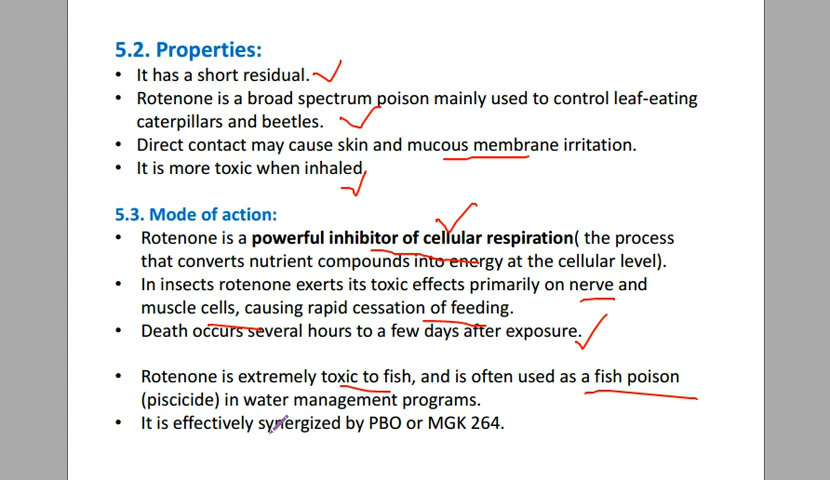 5.2. Properties:
• It has a short residual.
• Rotenone is a broad spectrum poison mainly used to control leaf-eating
caterpillars and beetles.
• Direct contact may cause skin and mucous membrane irritation.
• It is more toxic when inhaled,
5.3. Mode of action:
• Rotenone is a powerful inhibitor of cellular respiration( the process
that converts nutrient compounds into energy at the cellular level).
• In insects rotenone exerts its toxic effects primarily on nerve and
muscle cells, causing rapid cessation of feeding.
• Death occurs several hours to a few days after exposure.
• Rotenone is extremely toxic to fish, and is often used as a fish poison
(piscicide) in water management programs.
• It is effectively synergized by PBO or MGK 264.